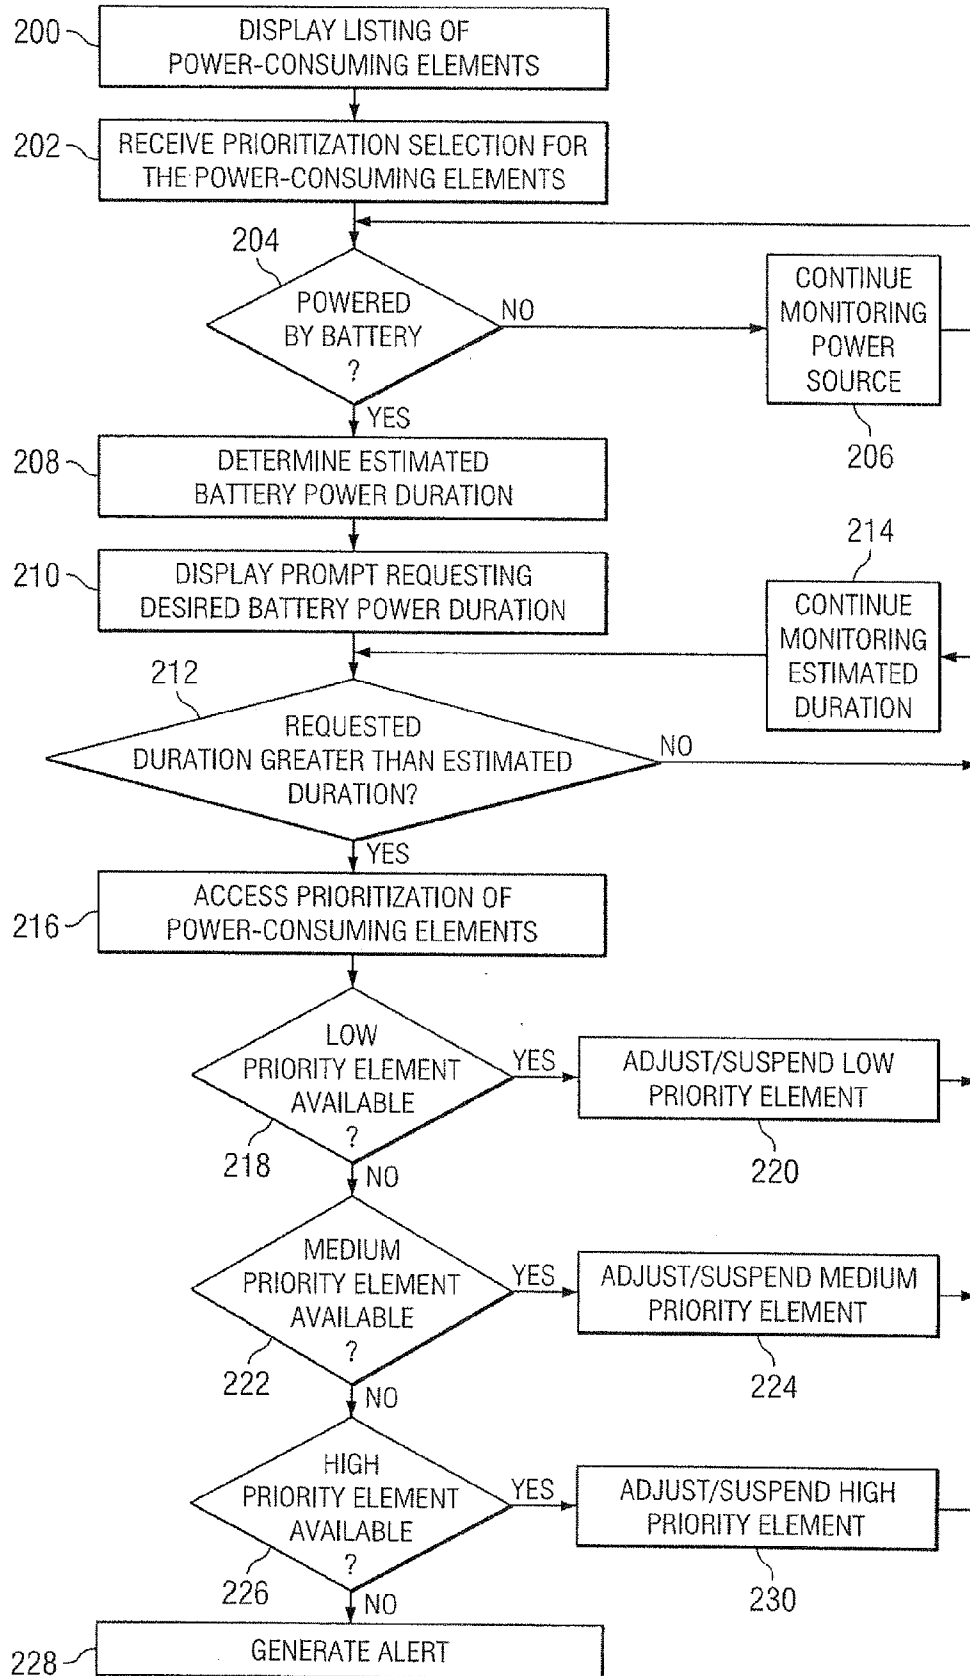 200
DISPLAY LISTING OF
POWER-CONSUMING ELEMENTS
202
RECEIVE PRIORITIZATION SELECTION FOR
THE POWER-CONSUMING ELEMENTS
204
POWERED
BY BATTERY
?
NO
YES
CONTINUE
MONITORING
POWER
SOURCE
206
208
DETERMINE ESTIMATED
BATTERY POWER DURATION
210
DISPLAY PROMPT REQUESTING
DESIRED BATTERY POWER DURATION
214
CONTINUE
MONITORING
ESTIMATED
DURATION
212
REQUESTED
DURATION GREATER THAN ESTIMATED
DURATION?
NO
YES
216
ACCESS PRIORITIZATION OF
POWER-CONSUMING ELEMENTS
LOW
PRIORITY ELEMENT
AVAILABLE
?
218
YES
NO
ADJUST/SUSPEND LOW
PRIORITY ELEMENT
220
MEDIUM
PRIORITY ELEMENT
AVAILABLE
?
222
YES
NO
ADJUST/SUSPEND MEDIUM
PRIORITY ELEMENT
224
HIGH
PRIORITY ELEMENT
AVAILABLE
?
226
YES
NO
ADJUST/SUSPEND HIGH
PRIORITY ELEMENT
230
228
GENERATE ALERT